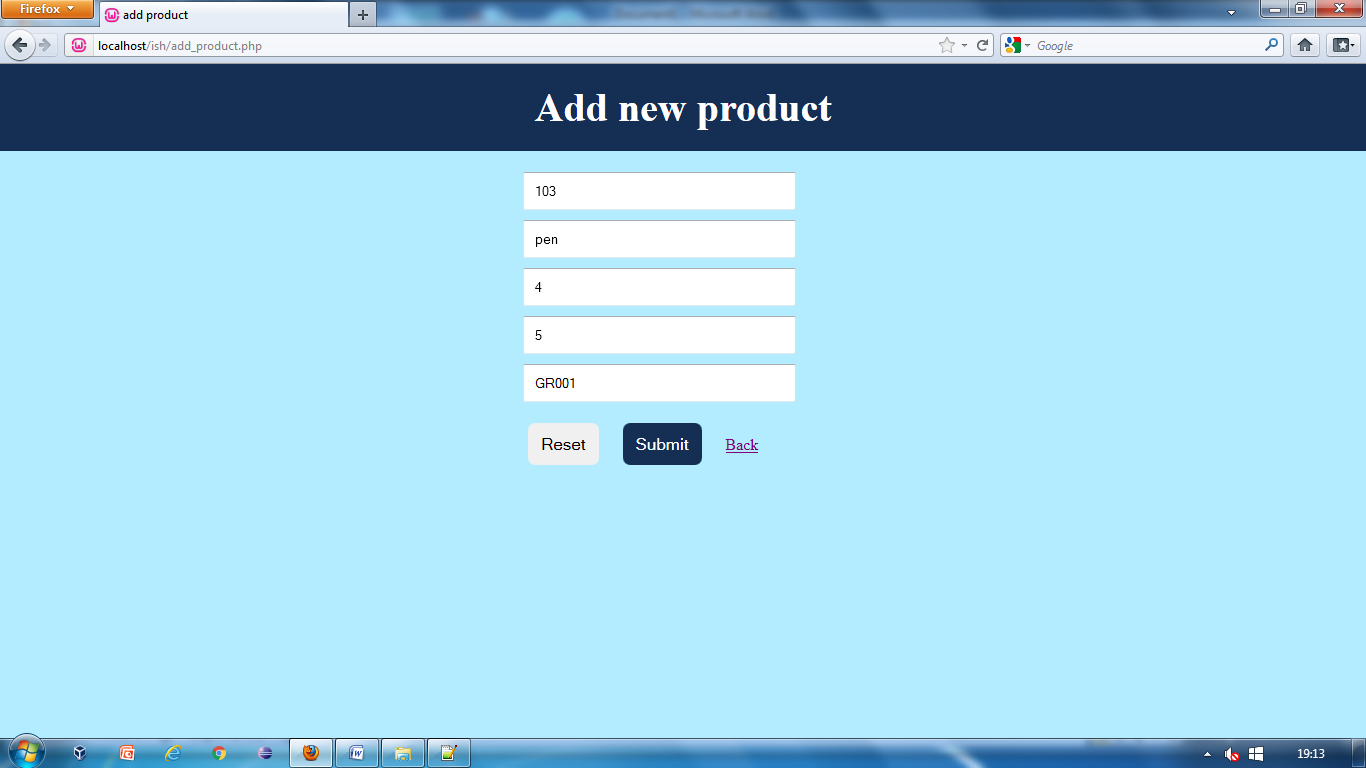 Firefox
add product
localhost/ish/add_product.php
Google
Add new product
103
pen
4
5
GR001
Reset Submit Back
19:13